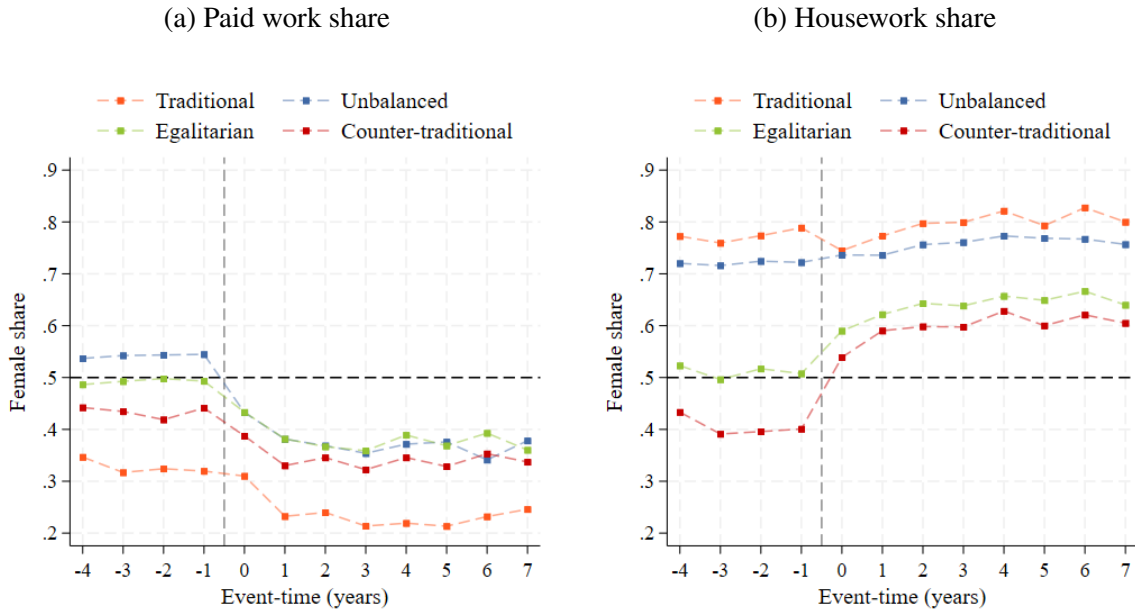 (a) Paid work share
Traditional
Unbalanced
Egalitarian
Counter-traditional
Female share
.9
.8
.7
.6
.5
.4
.3
.2
-4 -3 -2 -1 0 1 2 3 4 5 6 7
Event-time (years)
(b) Housework share
Traditional
Unbalanced
Egalitarian
Counter-traditional
Female share
.9
.8
.7
.6
.5
.4
.3
.2
-4 -3 -2 -1 0 1 2 3 4 5 6 7
Event-time (years)